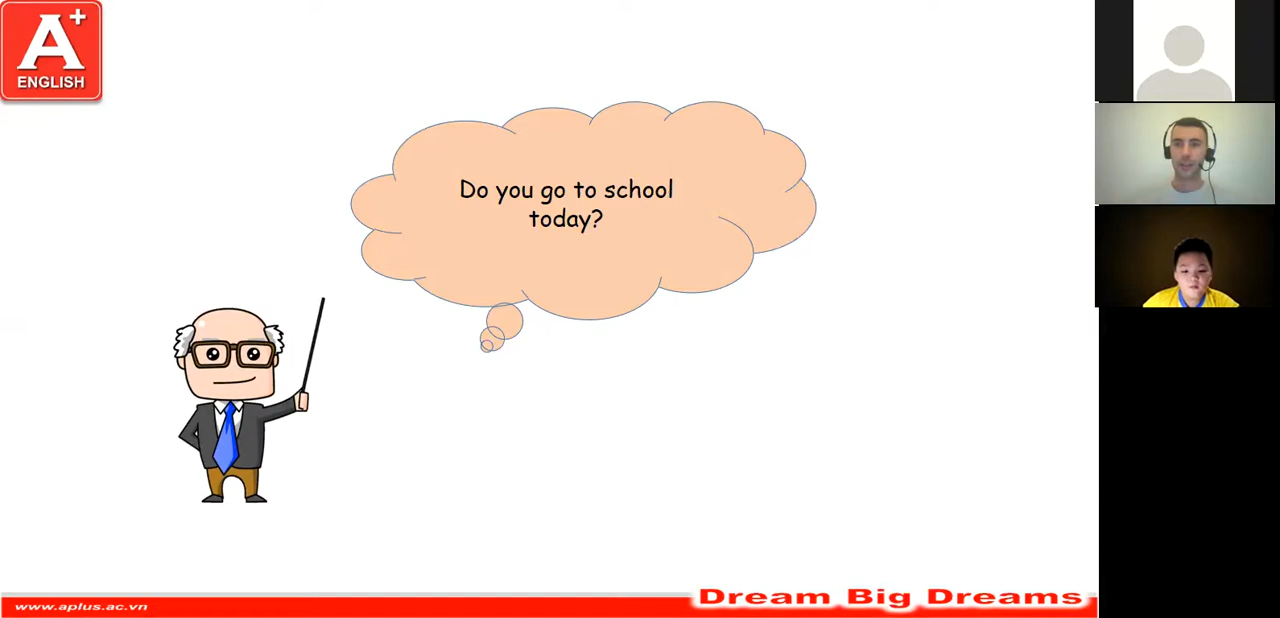 A+
ENGLISH
Do you go to school
today?
www.aplus.ac.vn
Dream Big Dreams